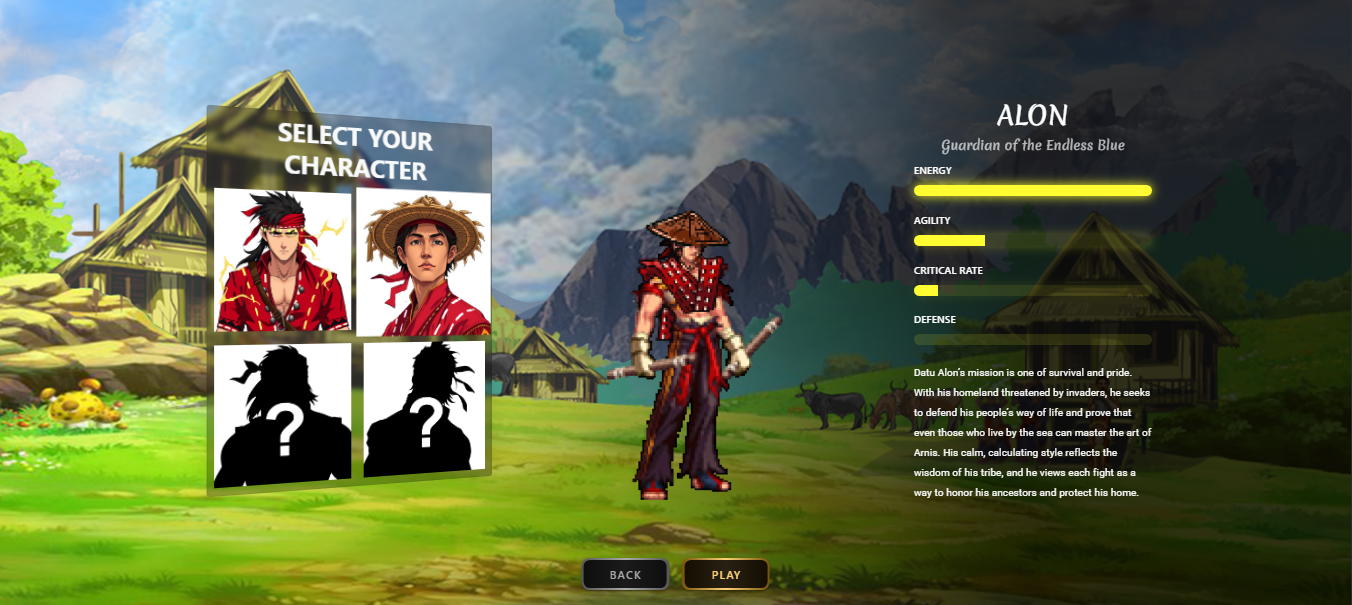 SELECT YOUR
CHARACTER
?
?
ALON
Guardian of the Endless Blue
ENERGY
AGILITY
CRITICAL RATE
DEFENSE
Datu Alon's mission is one of survival and pride.
With his homeland threatened by invaders, he seeks
to defend his people's way of life and prove that
even those who live by the sea can master the art of
Arnis. His calm, calculating style reflects the
wisdom of his tribe, and he views each fight as a
way to honor his ancestors and protect his home.
BACK
PLAY